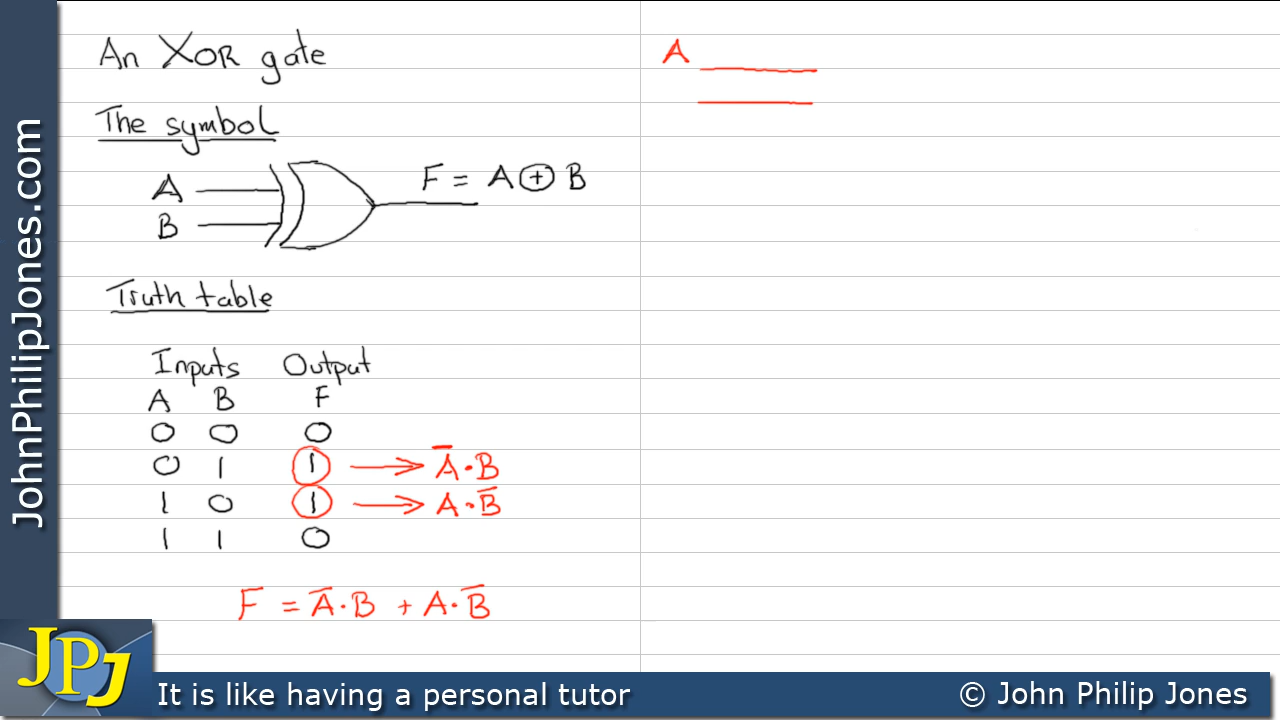 An XOR gate
The symbol
A
B
F = A ⊕ B
Truth table
Inputs Output
A B F
0 0 0
0 1 1 → A̅·B
1 0 1 → A·B̅
1 1 0
F = A̅·B + A·B̅
A
JohnPhilipJones.com
JPJ
It is like having a personal tutor
© John Philip Jones